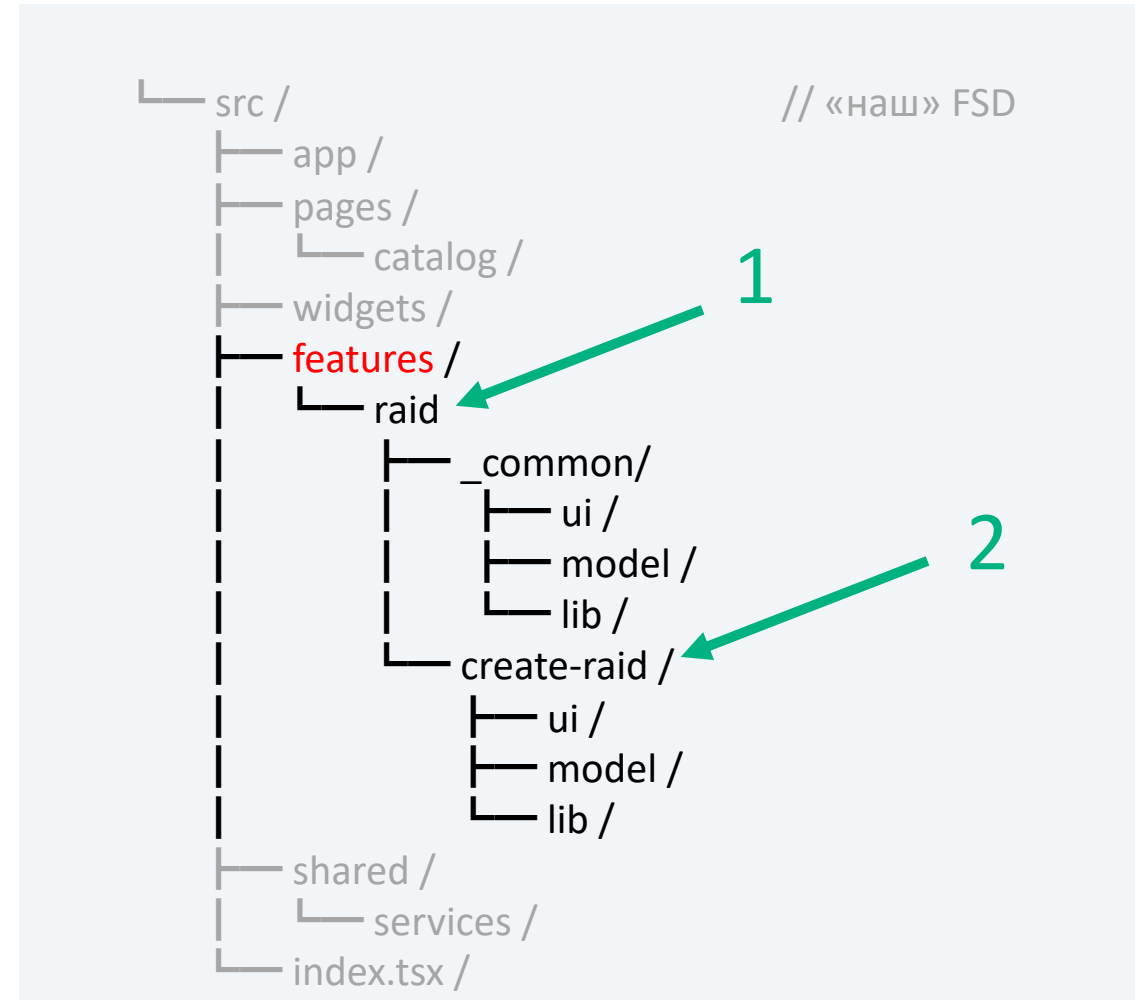 src / // «наш» FSD
app /
pages /
catalog /
1
widgets /
features /
raid
_common/
ui /
2
model /
lib /
create-raid /
ui /
model /
lib /
shared /
services /
index.tsx /